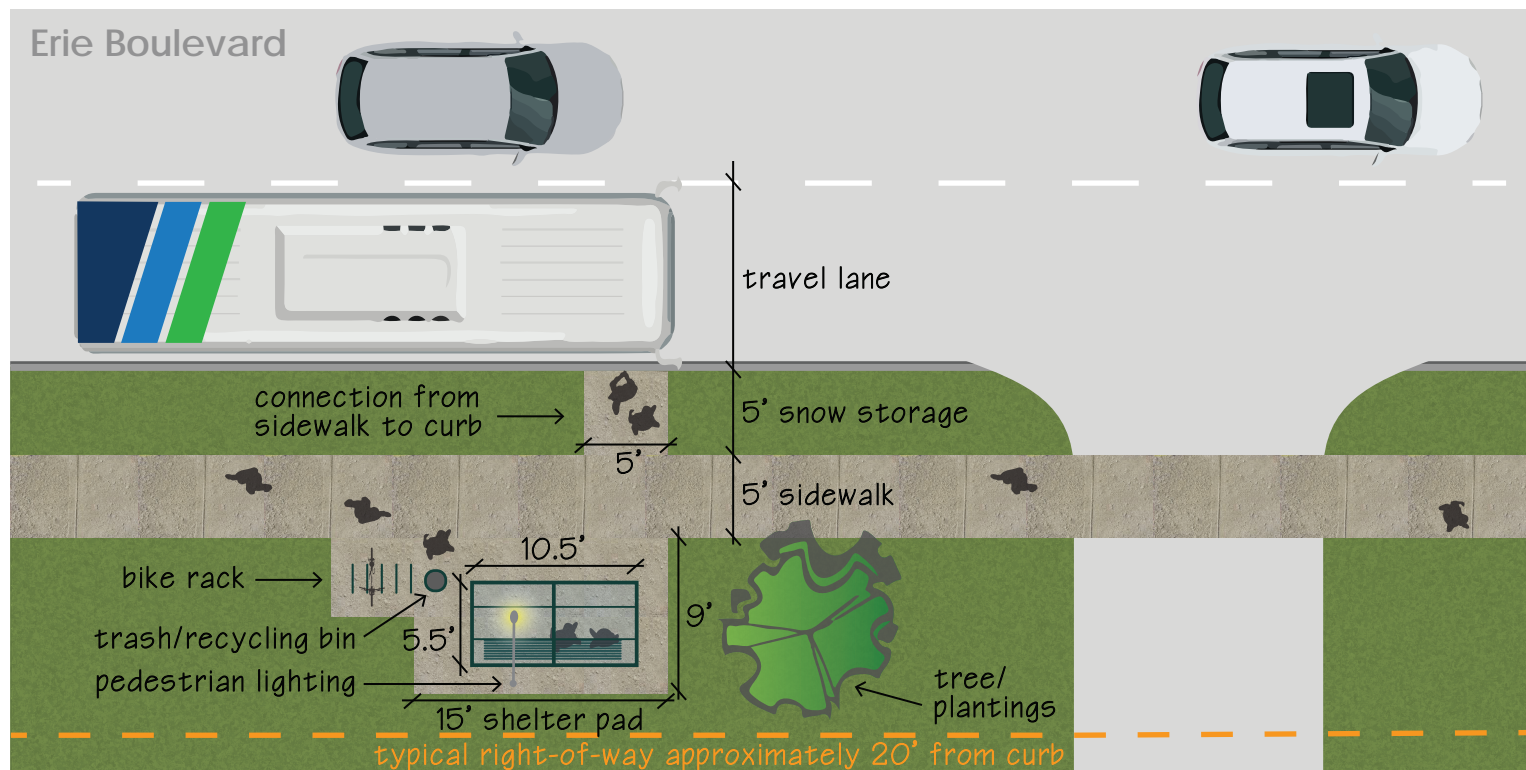 Erie Boulevard
travel lane
connection from
sidewalk to curb
5' snow storage
5'
5' sidewalk
10.5'
bike rack
9'
trash/recycling bin
5.5'
pedestrian lighting
tree/
plantings
15' shelter pad
typical right-of-way approximately 20' from curb